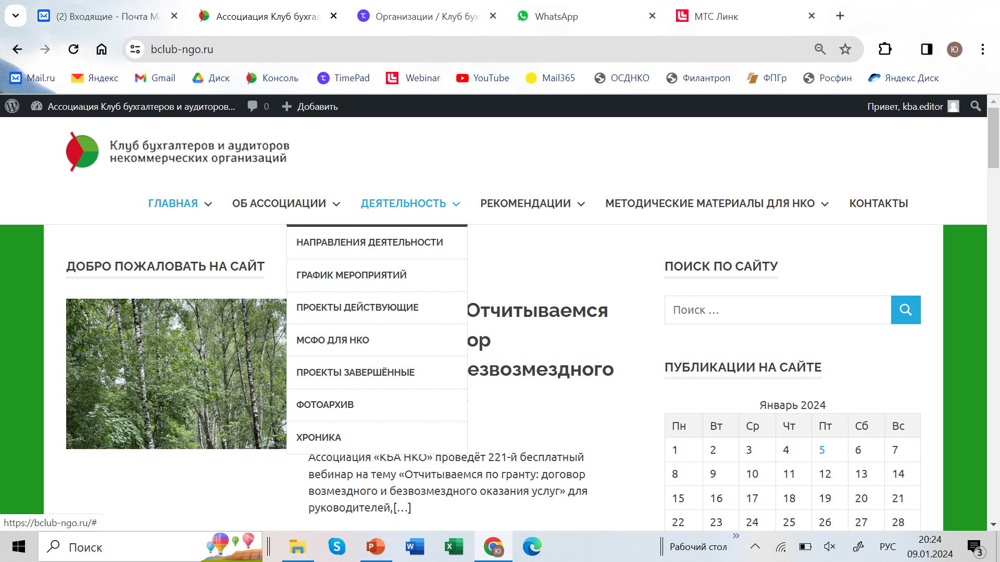 (2) Входящие - Почта Ma
Ассоциация Клуб бухгал
Организации / Клуб бух
WhatsApp
МТС Линк
bclub-ngo.ru
Ю
Mail.ru
Яндекс
Gmail
Диск
Консоль
TimePad
Webinar
YouTube
Mail365
ОСДНКО
Филантроп
ФПГр
Росфин
Яндекс Диск
Ассоциация Клуб бухгалтеров и аудиторов...
0
Добавить
Привет, kba.editor
Клуб бухгалтеров и аудиторов
некоммерческих организаций
ГЛАВНАЯ
ОБ АССОЦИАЦИИ
ДЕЯТЕЛЬНОСТЬ
РЕКОМЕНДАЦИИ
МЕТОДИЧЕСКИЕ МАТЕРИАЛЫ ДЛЯ НКО
КОНТАКТЫ
НАПРАВЛЕНИЯ ДЕЯТЕЛЬНОСТИ
ГРАФИК МЕРОПРИЯТИЙ
ПРОЕКТЫ ДЕЙСТВУЮЩИЕ
МСФО ДЛЯ НКО
ПРОЕКТЫ ЗАВЕРШЁННЫЕ
ФОТОАРХИВ
ХРОНИКА
ДОБРО ПОЖАЛОВАТЬ НА САЙТ
Отчитываемся
ор
езвозмездного
Ассоциация «КБА НКО» проведёт 221-й бесплатный
вебинар на тему «Отчитываемся по гранту: договор
возмездного и безвозмездного оказания услуг» для
руководителей,[…]
ПОИСК ПО САЙТУ
Поиск …
ПУБЛИКАЦИИ НА САЙТЕ
Январь 2024
Пн Вт Ср Чт Пт Сб Вс
1 2 3 4 5 6 7
8 9 10 11 12 13 14
15 16 17 18 19 20 21
22 23 24 25 26 27 28
https://bclub-ngo.ru/#
Поиск
Рабочий стол
РУС
20:24
09.01.2024
3